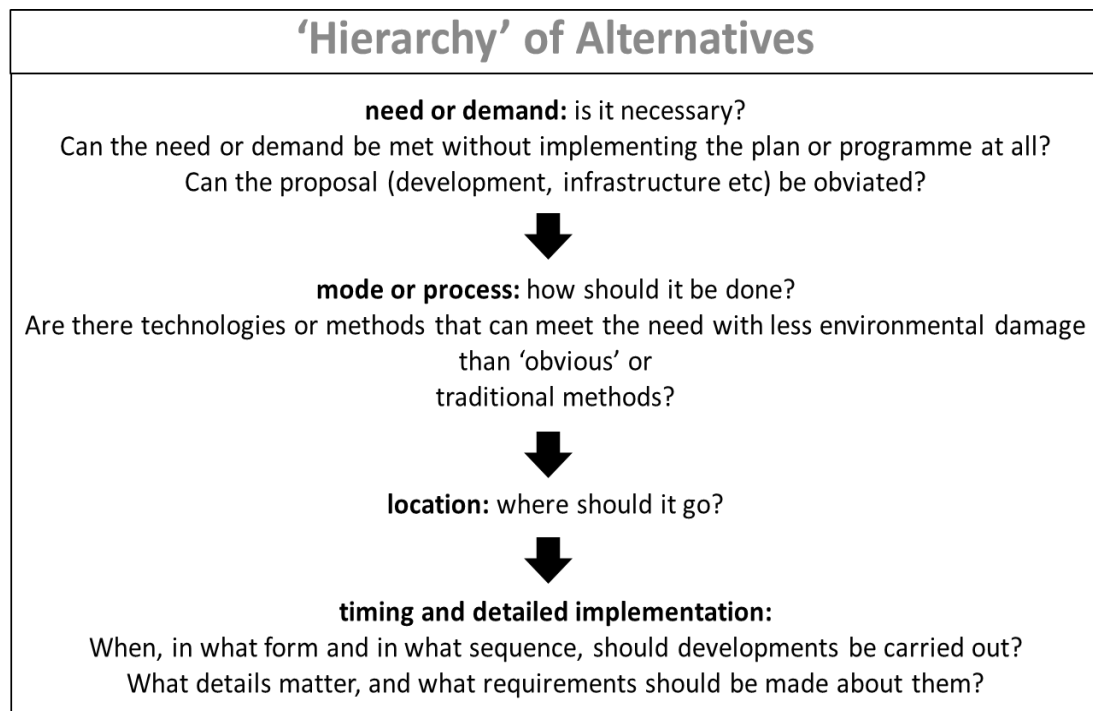 ‘Hierarchy’ of Alternatives
need or demand: is it necessary?
Can the need or demand be met without implementing the plan or programme at all?
Can the proposal (development, infrastructure etc) be obviated?
mode or process: how should it be done?
Are there technologies or methods that can meet the need with less environmental damage
than ‘obvious’ or
traditional methods?
location: where should it go?
timing and detailed implementation:
When, in what form and in what sequence, should developments be carried out?
What details matter, and what requirements should be made about them?